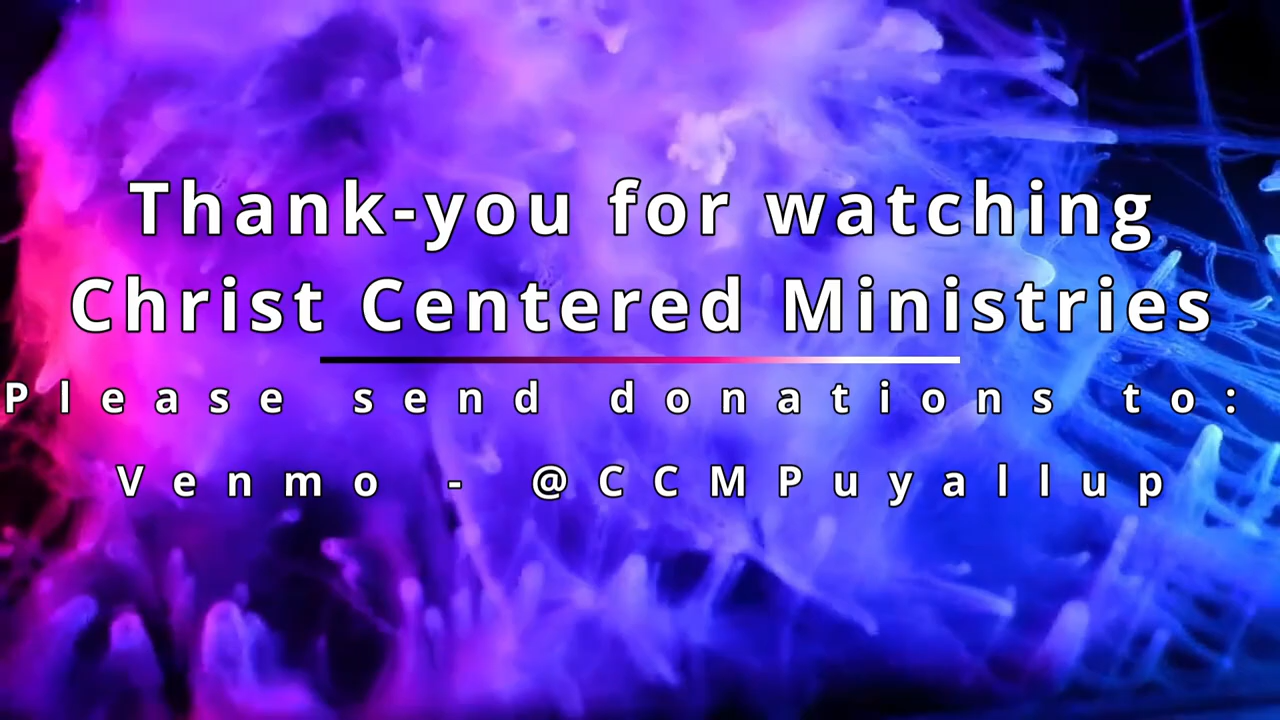 Thank-you for watching
Christ Centered Ministries
Please send donations to:
Venmo - @CCMPuyallup